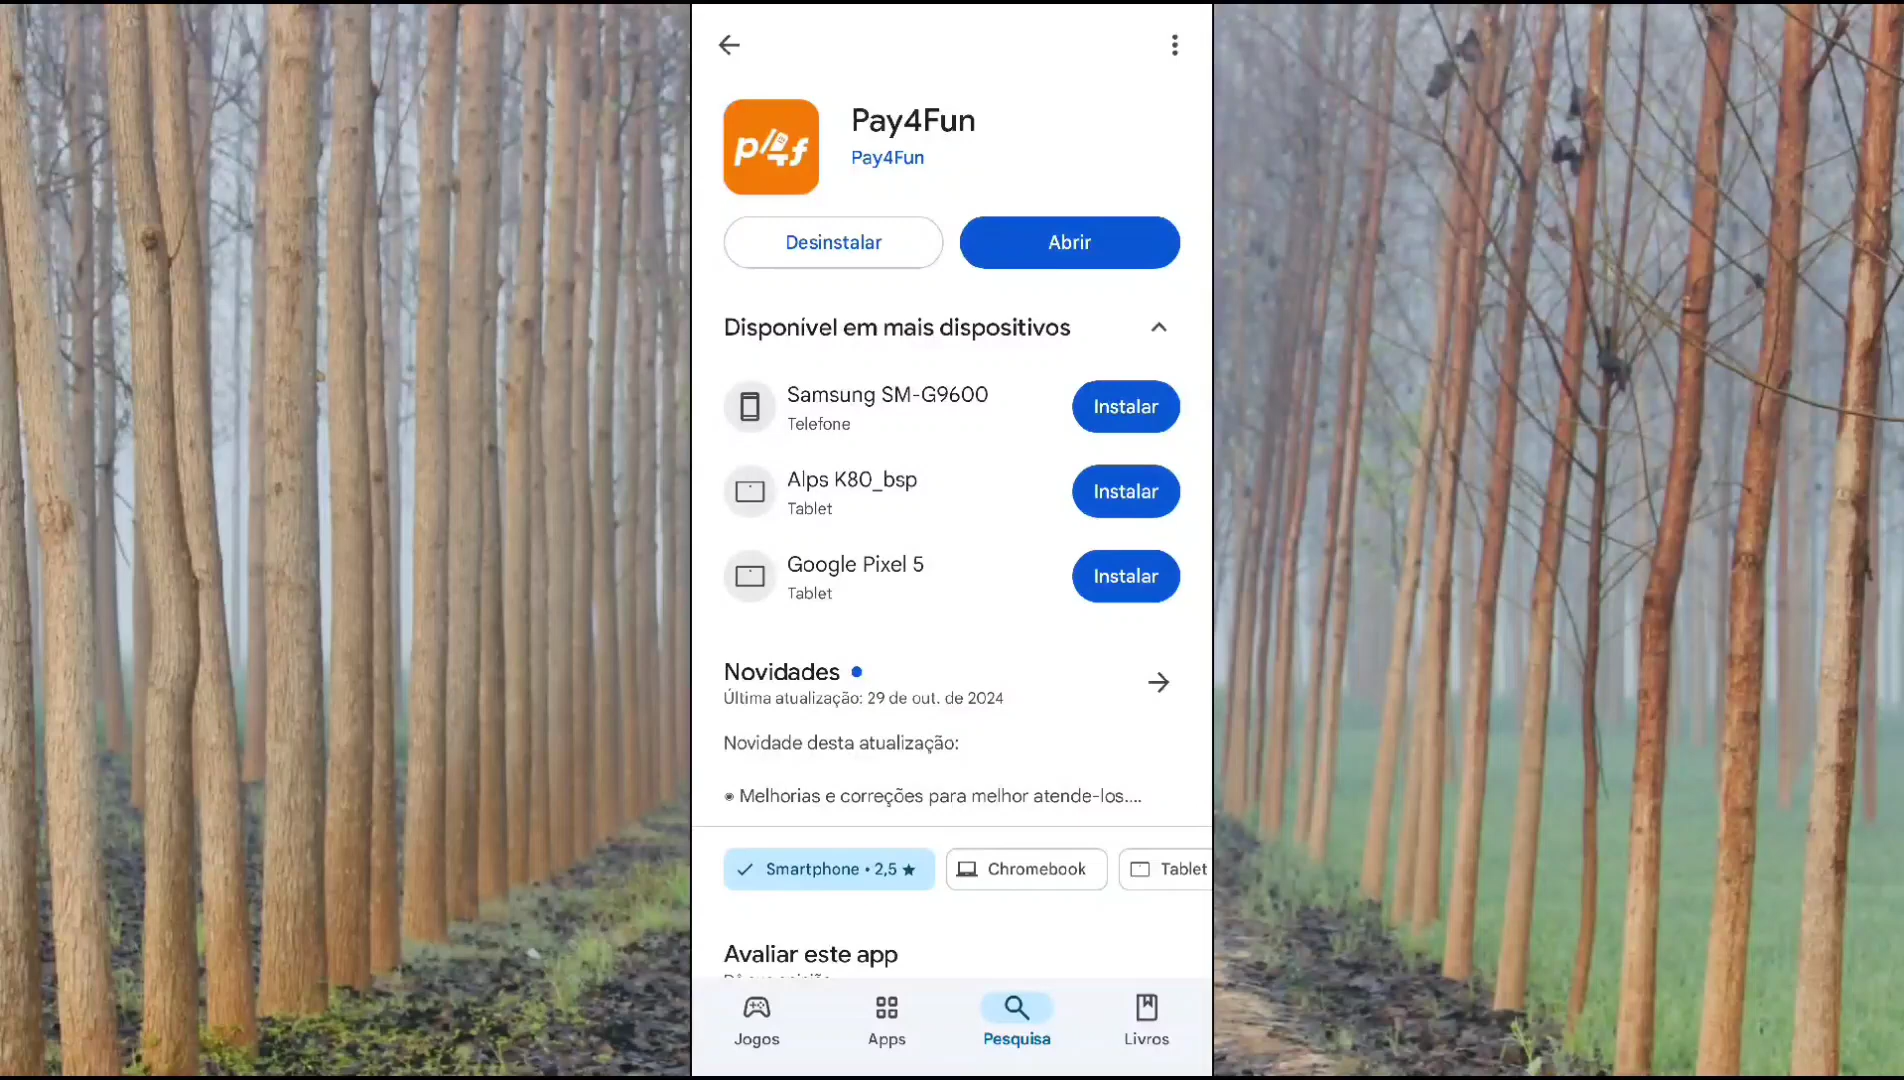 p4f
Pay4Fun
Pay4Fun
Desinstalar
Abrir
Disponível em mais dispositivos
Samsung SM-G9600
Telefone
Instalar
Alps K80_bsp
Tablet
Instalar
Google Pixel 5
Tablet
Instalar
Novidades
Última atualização: 29 de out. de 2024
Novidade desta atualização:
◉ Melhorias e correções para melhor atende-los....
Smartphone • 2,5 ★
Chromebook
Tablet
Avaliar este app
Jogos
Apps
Pesquisa
Livros